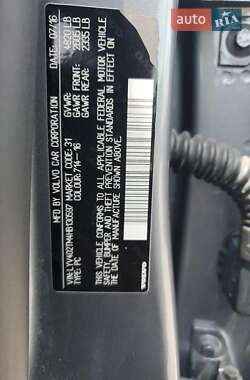 AUTO
RIA
MFD. BY VOLVO CAR CORPORATION
DATE: 07/16
GVWR: 4820 LB
GAWR FRONT: 2605 LB
GAWR REAR: 2335 LB
THIS VEHICLE CONFORMS TO ALL APPLICABLE FEDERAL MOTOR VEHICLE
SAFETY, BUMPER AND THEFT PREVENTION STANDARDS IN EFFECT
ON THE DATE OF MANUFACTURE SHOWN ABOVE.
MARKET CODE: 31
COLOUR: 714-16
TYPE: PC
VOLVO